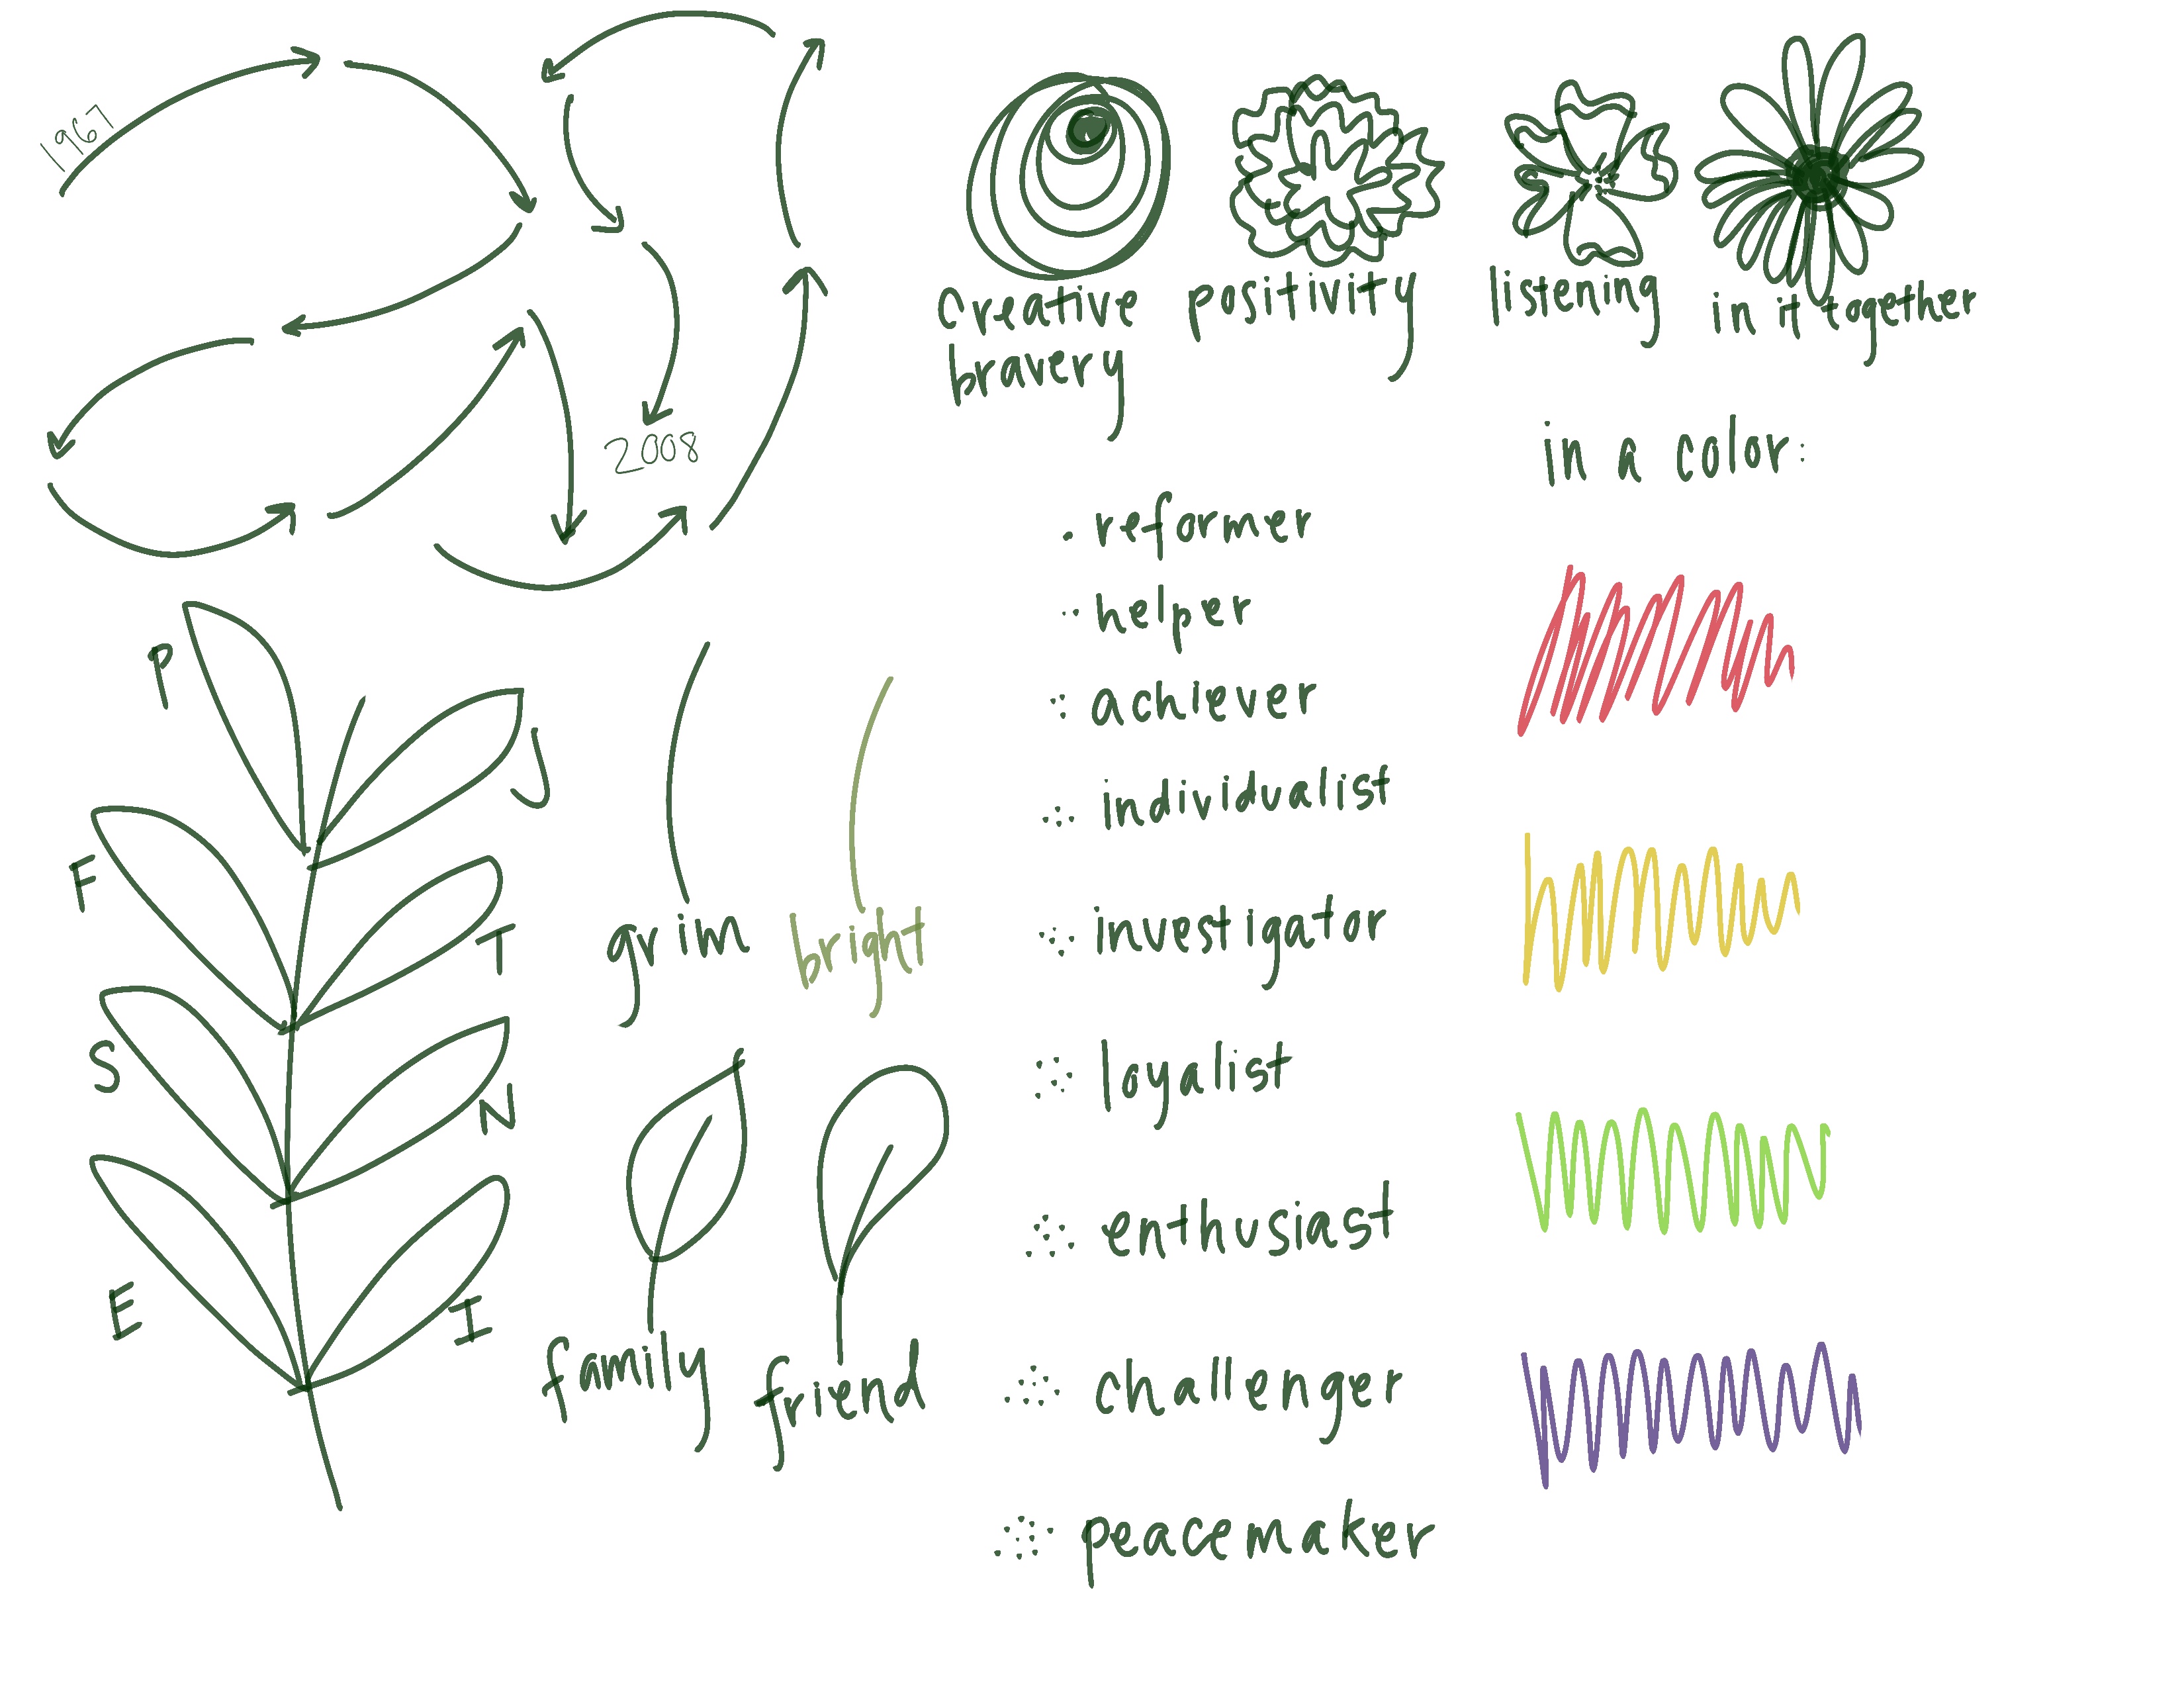 1967
2008
creative
bravery
positivity
listening
in it together
in a color:
reformer
helper
achiever
individualist
investigator
loyalist
enthusiast
challenger
peacemaker
P
J
F
T
S
N
E
I
grim
bright
family
friend